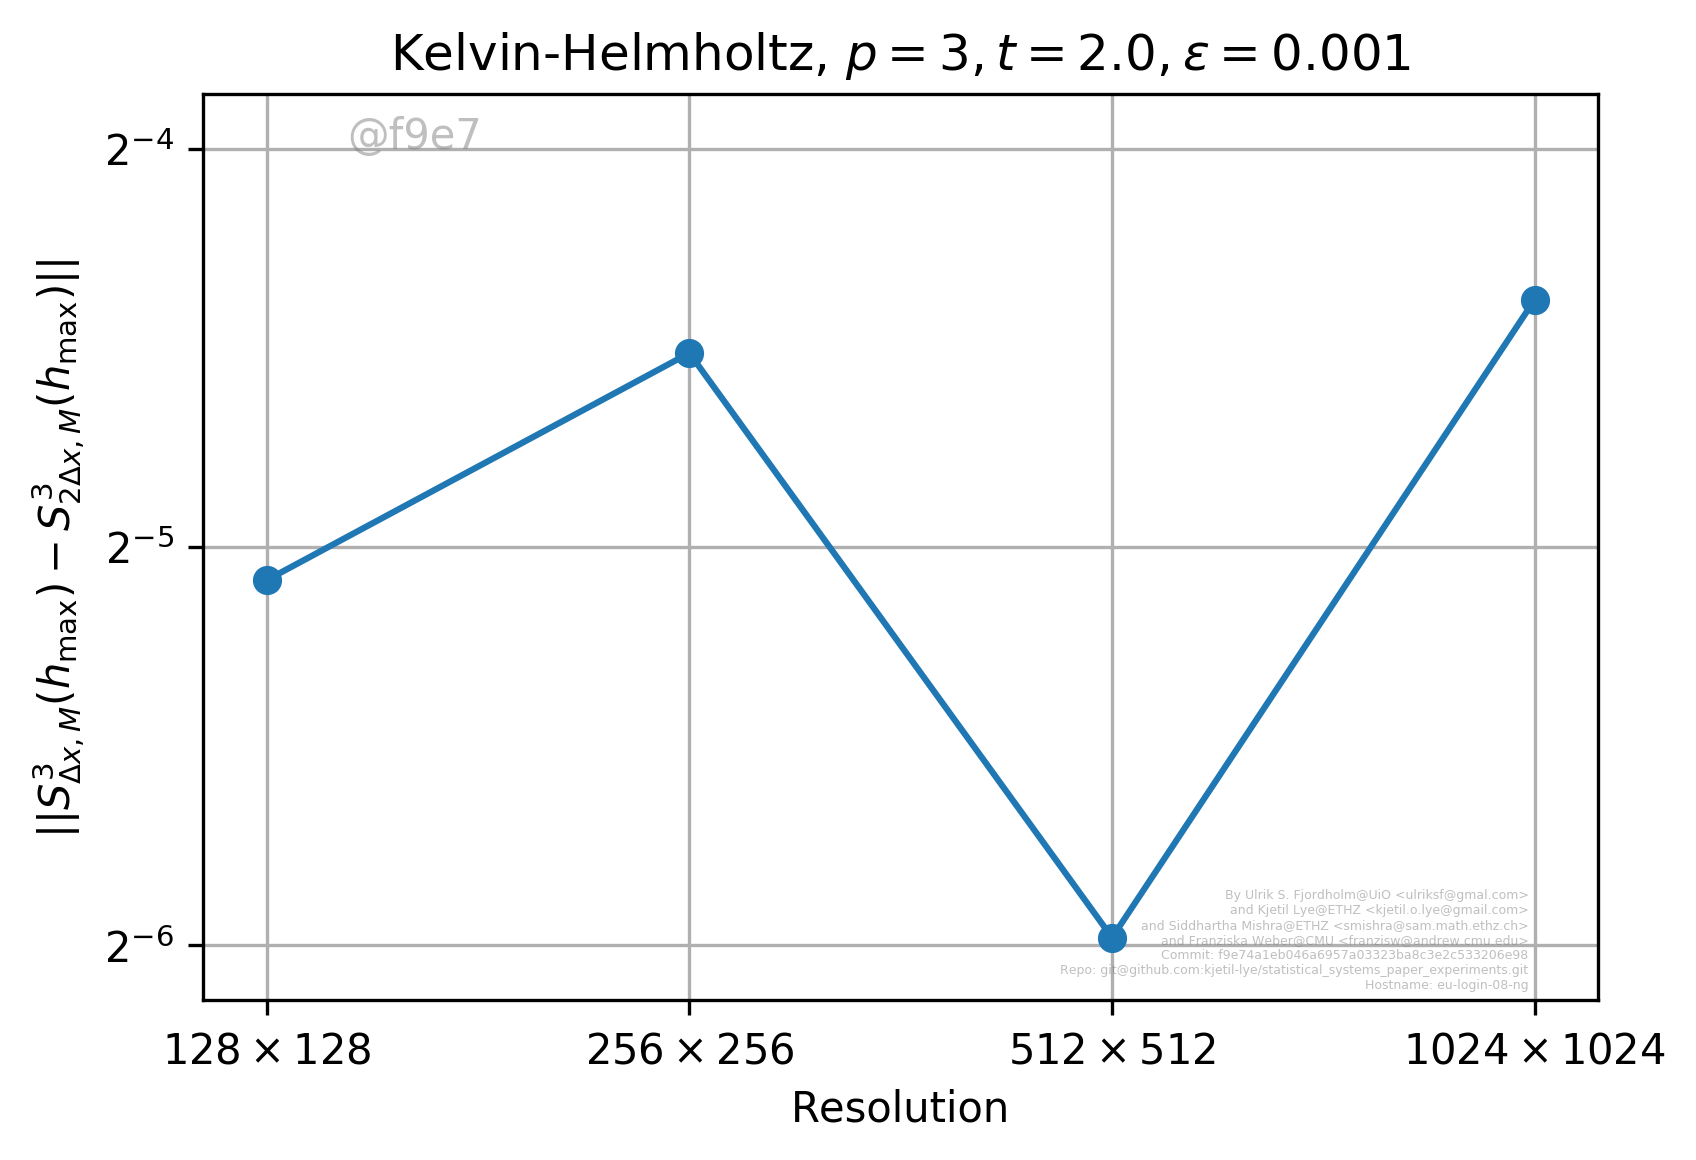 Kelvin-Helmholtz, p = 3, t = 2.0, ε = 0.001
@f9e7
2⁻⁴
2⁻⁵
2⁻⁶
||S³_{Δx, M}(h_max) − S³_{2Δx, M}(h_max)||
By Ulrik S. Fjordholm@UiO <ulriksf@gmal.com>
and Kjetil Lye@ETHZ <kjetil.o.lye@gmail.com>
and Siddhartha Mishra@ETHZ <smishra@sam.math.ethz.ch>
and Franziska Weber@CMU <franzisw@andrew.cmu.edu>
Commit: f9e74a1eb046a6957a03323ba8c3e2c533206e98
Repo: git@github.com:kjetil-lye/statistical_systems_paper_experiments.git
Hostname: eu-login-08-ng
128 × 128 256 × 256 512 × 512 1024 × 1024
Resolution